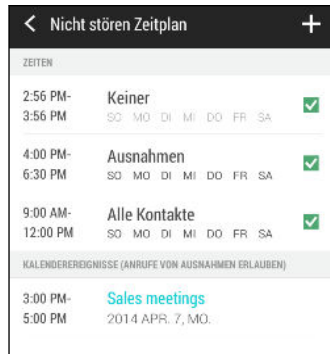 Nicht stören Zeitplan
ZEITEN
2:56 PM- Keiner
3:56 PM SO MO DI MI DO FR SA
4:00 PM- Ausnahmen
6:30 PM SO MO DI MI DO FR SA
9:00 AM- Alle Kontakte
12:00 PM SO MO DI MI DO FR SA
KALENDEREREIGNISSE (ANRUFE VON AUSNAHMEN ERLAUBEN)
3:00 PM- Sales meetings
5:00 PM 2014 APR. 7, MO.